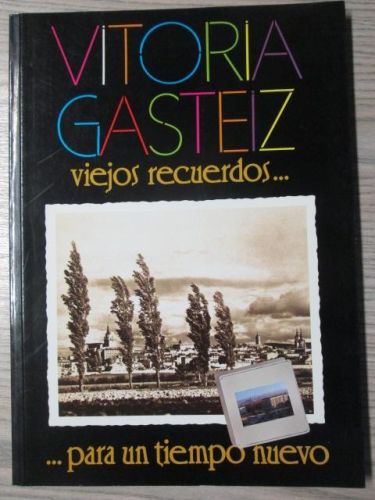 ViTORiA
GASTEiZ
viejos recuerdos...
... para un tiempo nuevo